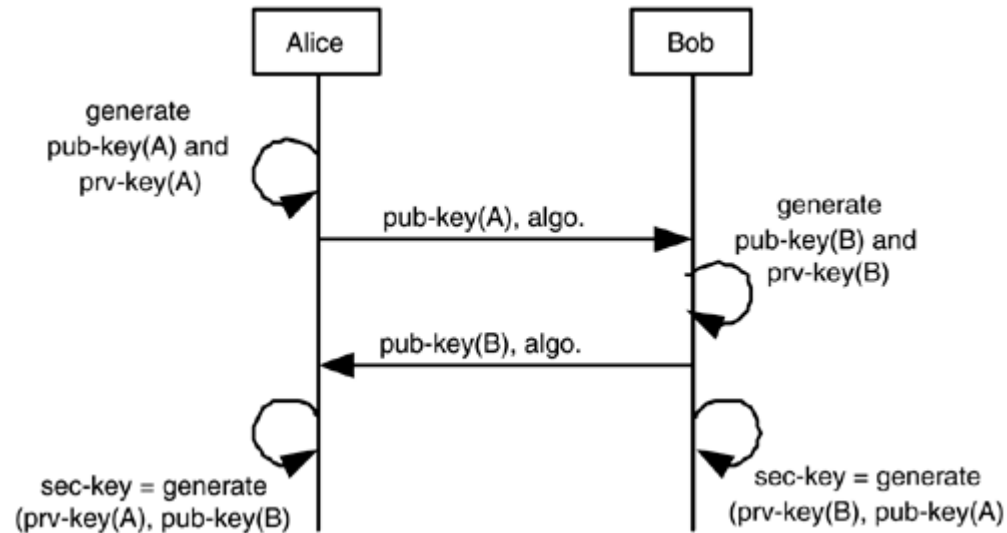 Alice
Bob
generate
pub-key(A) and
prv-key(A)
pub-key(A), algo.
generate
pub-key(B) and
prv-key(B)
pub-key(B), algo.
sec-key = generate
(prv-key(A), pub-key(B)
sec-key = generate
(prv-key(B), pub-key(A)